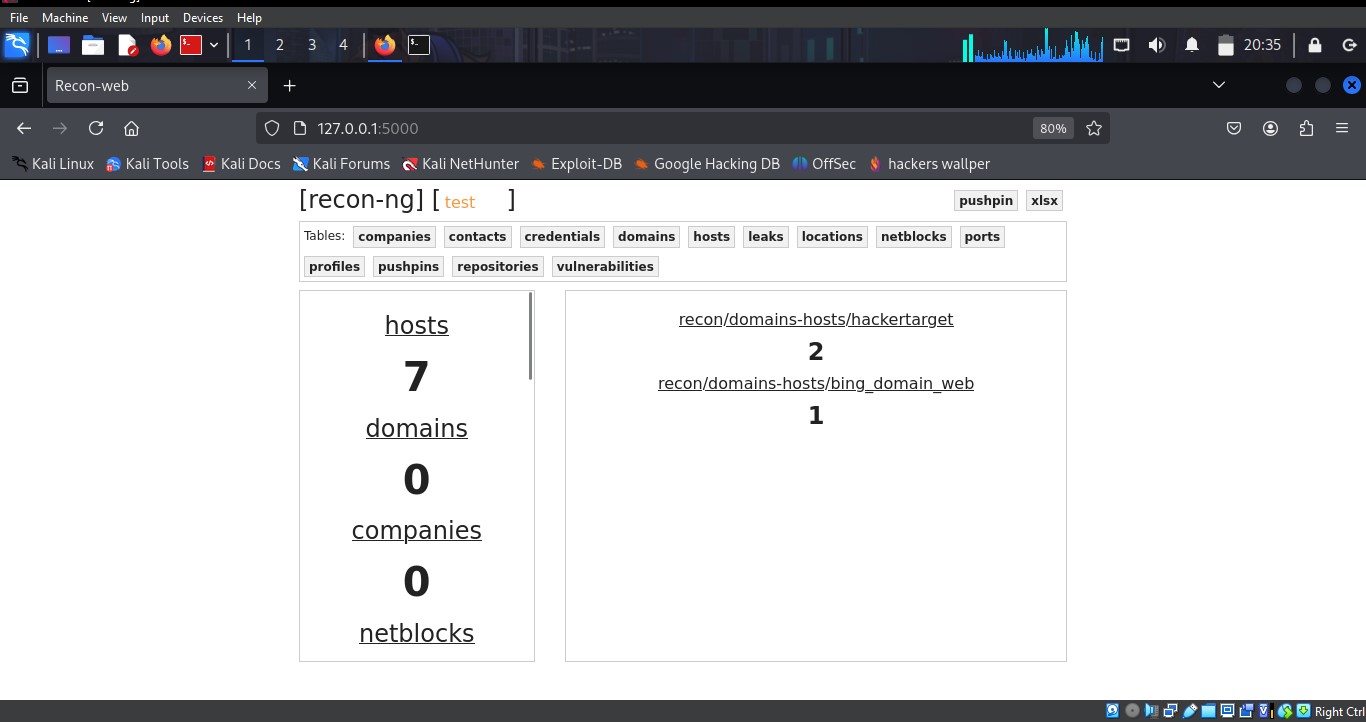 File Machine View Input Devices Help
1 2 3 4 20:35
Recon-web
127.0.0.1:5000 80%
Kali Linux Kali Tools Kali Docs Kali Forums Kali NetHunter Exploit-DB Google Hacking DB OffSec hackers wallper
[recon-ng] [ test ] pushpin xlsx
Tables: companies contacts credentials domains hosts leaks locations netblocks ports
profiles pushpins repositories vulnerabilities
hosts
7
domains
0
companies
0
netblocks
recon/domains-hosts/hackertarget
2
recon/domains-hosts/bing_domain_web
1
Right Ctrl